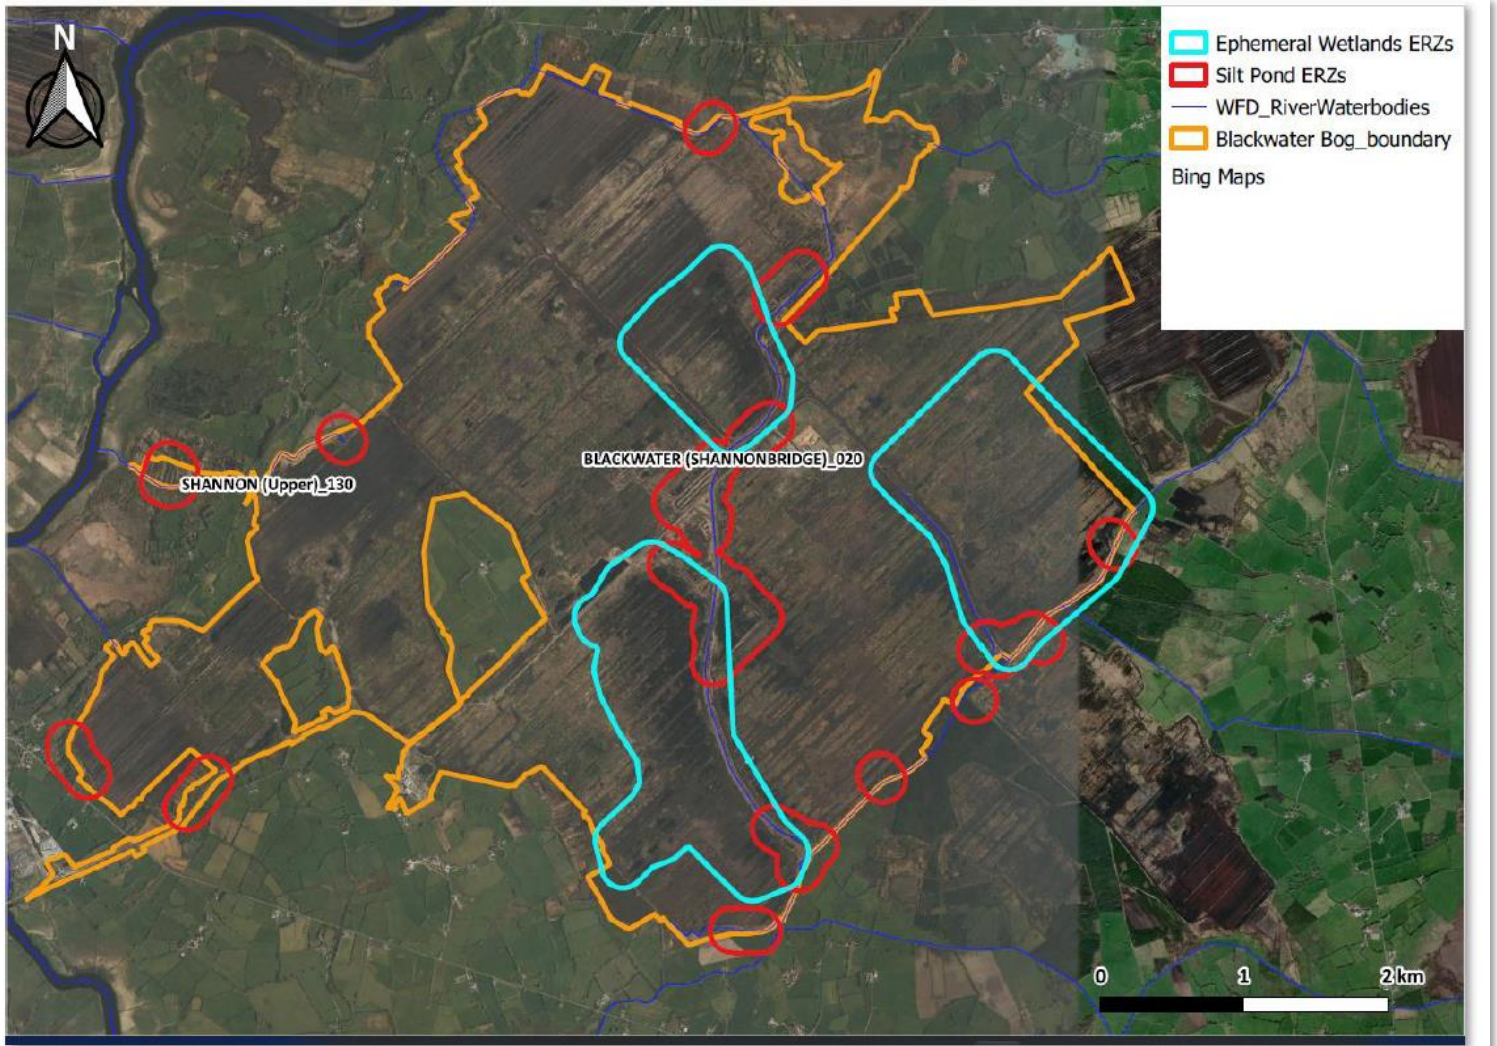 N
Ephemeral Wetlands ERZs
Silt Pond ERZs
WFD_RiverWaterbodies
Blackwater Bog_boundary
Bing Maps
BLACKWATER (SHANNONBRIDGE)_020
SHANNON (Upper)_130
0 1 2 km